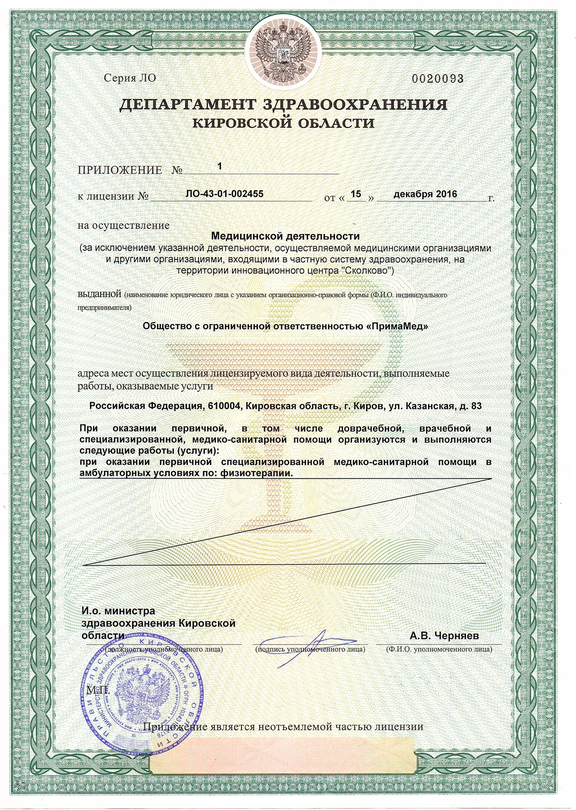 Серия ЛО 0020093
ДЕПАРТАМЕНТ ЗДРАВООХРАНЕНИЯ
КИРОВСКОЙ ОБЛАСТИ
ПРИЛОЖЕНИЕ № 1
к лицензии № ЛО-43-01-002455 от « 15 » декабря 2016 г.
на осуществление
Медицинской деятельности
(за исключением указанной деятельности, осуществляемой медицинскими организациями
и другими организациями, входящими в частную систему здравоохранения, на
территории инновационного центра "Сколково")
выданной (наименование юридического лица с указанием организационно-правовой формы (Ф.И.О. индивидуального
предпринимателя)
Общество с ограниченной ответственностью «ПримаМед»
адреса мест осуществления лицензируемого вида деятельности, выполняемые
работы, оказываемые услуги
Российская Федерация, 610004, Кировская область, г. Киров, ул. Казанская, д. 83
При оказании первичной, в том числе доврачебной, врачебной и
специализированной, медико-санитарной помощи организуются и выполняются
следующие работы (услуги):
при оказании первичной специализированной медико-санитарной помощи в
амбулаторных условиях по: физиотерапии.
И.о. министра
здравоохранения Кировской
области А.В. Черняев
(должность уполномоченного лица) (подпись уполномоченного лица) (Ф.И.О. уполномоченного лица)
М.П.
ПРАВИТЕЛЬСТВО КИРОВСКОЙ ОБЛАСТИ
Приложение является неотъемлемой частью лицензии